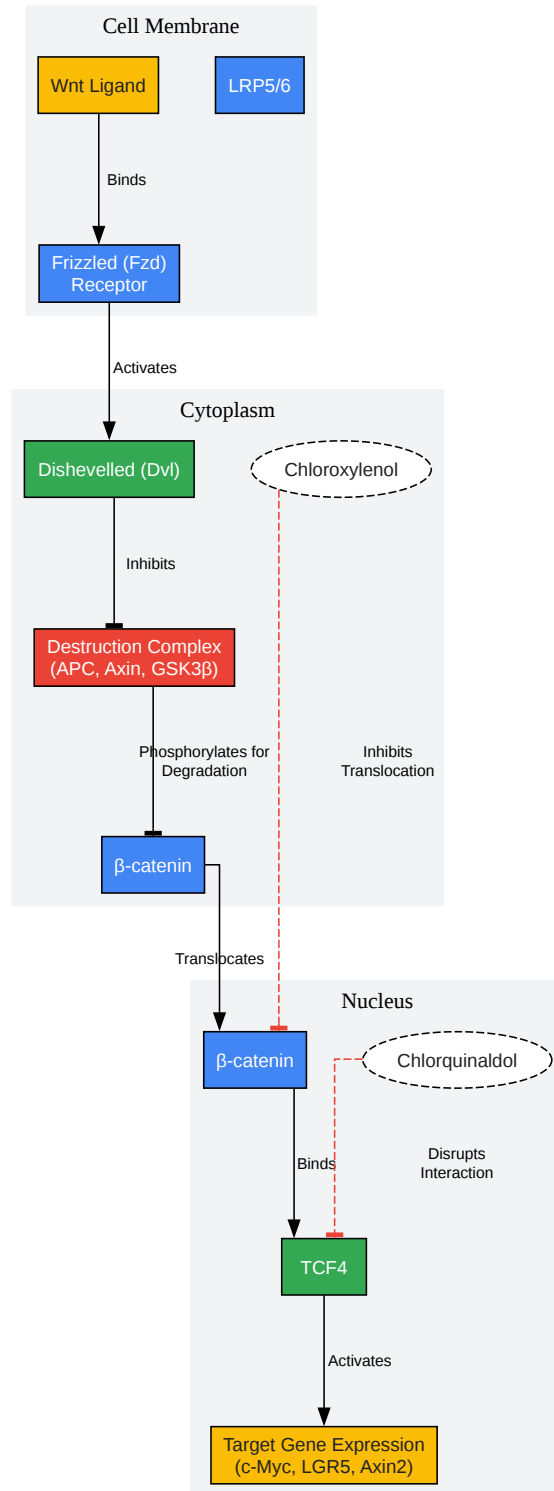 Cell Membrane
Wnt Ligand
LRP5/6
Binds
Frizzled (Fzd)
Receptor
Activates
Cytoplasm
Dishevelled (Dvl)
Chloroxylenol
Inhibits
Destruction Complex
(APC, Axin, GSK3β)
Phosphorylates for
Degradation
Inhibits
Translocation
β-catenin
Translocates
Nucleus
β-catenin
Chlorquinaldol
Binds
Disrupts
Interaction
TCF4
Activates
Target Gene Expression
(c-Myc, LGR5, Axin2)